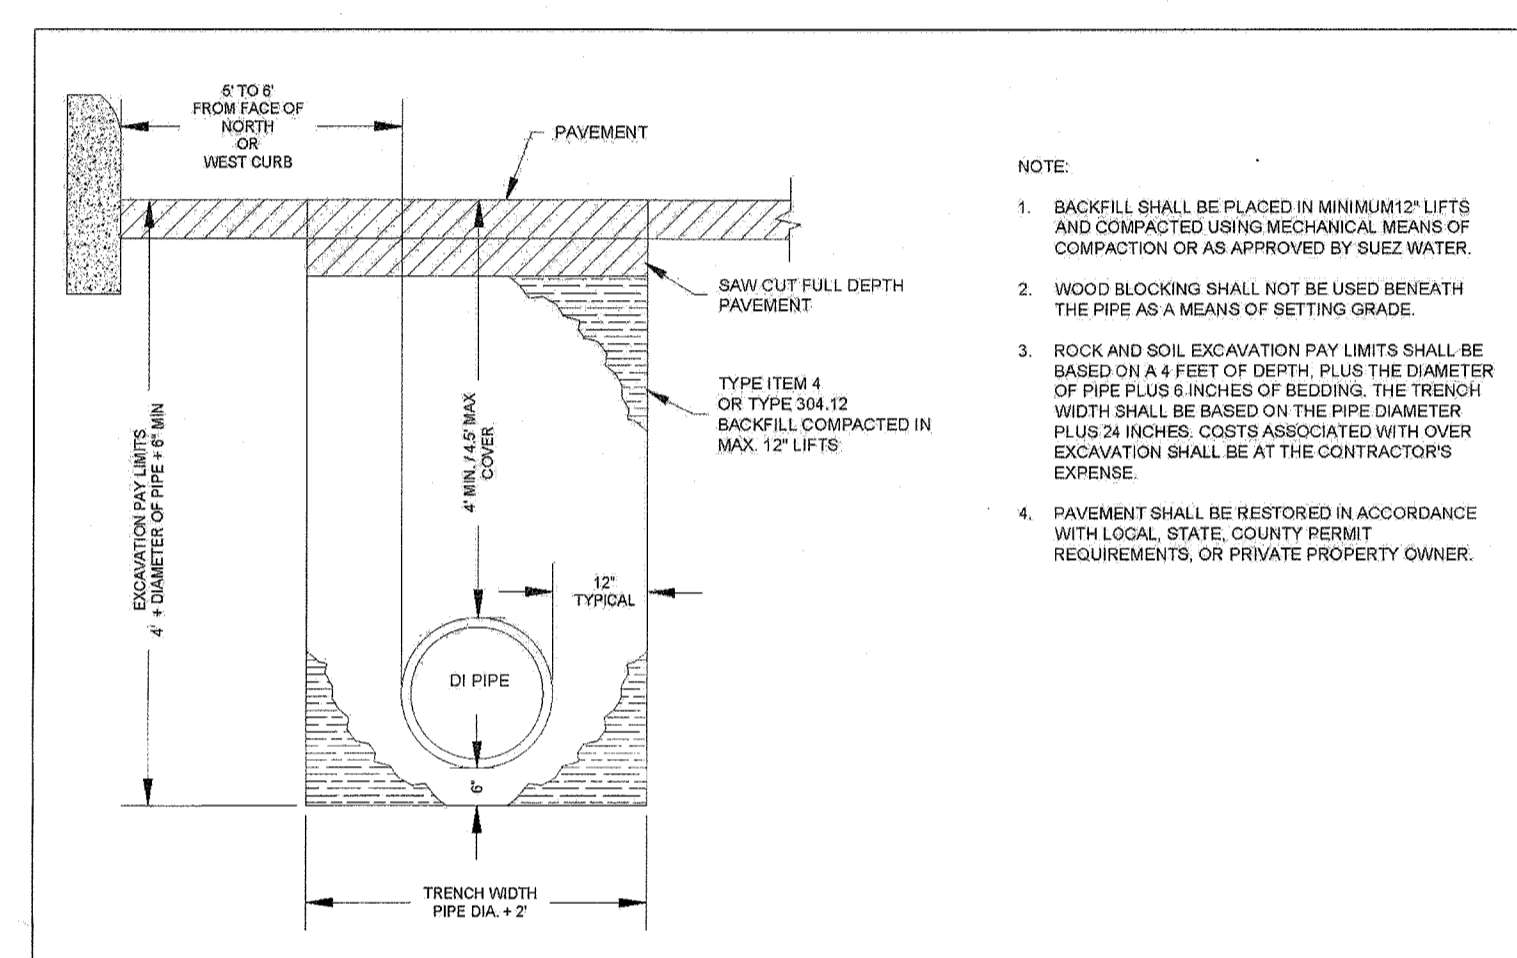 5' TO 6'
FROM FACE OF
NORTH
OR
WEST CURB
PAVEMENT
SAW CUT FULL DEPTH
PAVEMENT
TYPE ITEM 4
OR TYPE 304.12
BACKFILL COMPACTED IN
MAX. 12" LIFTS
EXCAVATION PAY LIMITS
4' + DIAMETER OF PIPE + 6" MIN
4' MIN. / 4.5' MAX
COVER
12"
TYPICAL
DI PIPE
6"
TRENCH WIDTH
PIPE DIA. + 2'
NOTE:
1. BACKFILL SHALL BE PLACED IN MINIMUM12" LIFTS
AND COMPACTED USING MECHANICAL MEANS OF
COMPACTION OR AS APPROVED BY SUEZ WATER.
2. WOOD BLOCKING SHALL NOT BE USED BENEATH
THE PIPE AS A MEANS OF SETTING GRADE.
3. ROCK AND SOIL EXCAVATION PAY LIMITS SHALL BE
BASED ON A 4 FEET OF DEPTH, PLUS THE DIAMETER
OF PIPE PLUS 6 INCHES OF BEDDING. THE TRENCH
WIDTH SHALL BE BASED ON THE PIPE DIAMETER
PLUS 24 INCHES. COSTS ASSOCIATED WITH OVER
EXCAVATION SHALL BE AT THE CONTRACTOR'S
EXPENSE.
4. PAVEMENT SHALL BE RESTORED IN ACCORDANCE
WITH LOCAL, STATE, COUNTY PERMIT
REQUIREMENTS, OR PRIVATE PROPERTY OWNER.